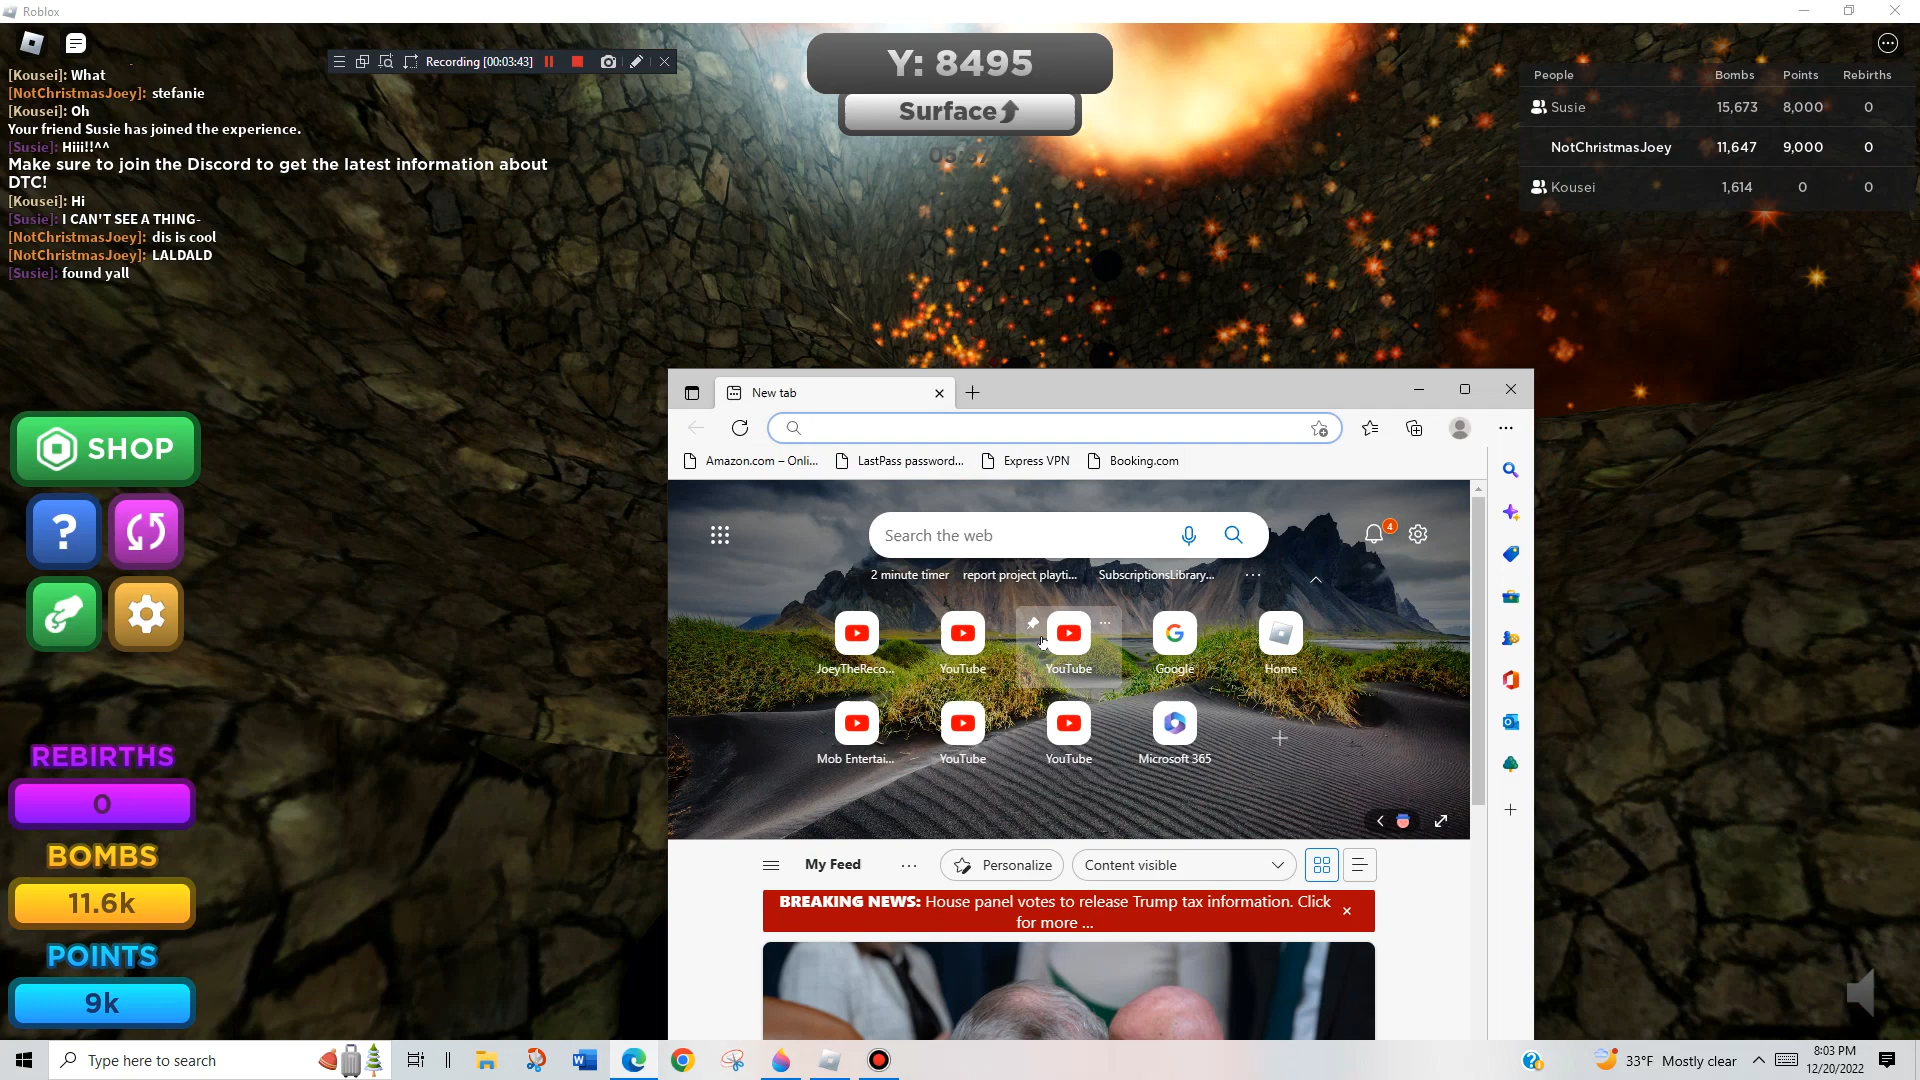 Roblox
[Kousei]: What
[NotChristmasJoey]: stefanie
[Kousei]: Oh
Your friend Susie has joined the experience.
[Susie]: Hiii!!^^
Make sure to join the Discord to get the latest information about
DTC!
[Kousei]: Hi
[Susie]: I CAN'T SEE A THING-
[NotChristmasJoey]: dis is cool
[NotChristmasJoey]: LALDALD
[Susie]: found yall
Recording [00:03:43]
Y: 8495
Surface
People Bombs Points Rebirths
Susie 15,673 8,000 0
NotChristmasJoey 11,647 9,000 0
Kousei 1,614 0 0
SHOP
?
REBIRTHS
0
BOMBS
11.6k
POINTS
9k
New tab
Amazon.com – Onli... LastPass password... Express VPN Booking.com
Search the web
4
2 minute timer report project playti... SubscriptionsLibrary...
JoeyTheReco... YouTube YouTube Google Home
Mob Entertai... YouTube YouTube Microsoft 365
My Feed Personalize Content visible
BREAKING NEWS: House panel votes to release Trump tax information. Click
for more ...
Type here to search
33°F Mostly clear
8:03 PM
12/20/2022